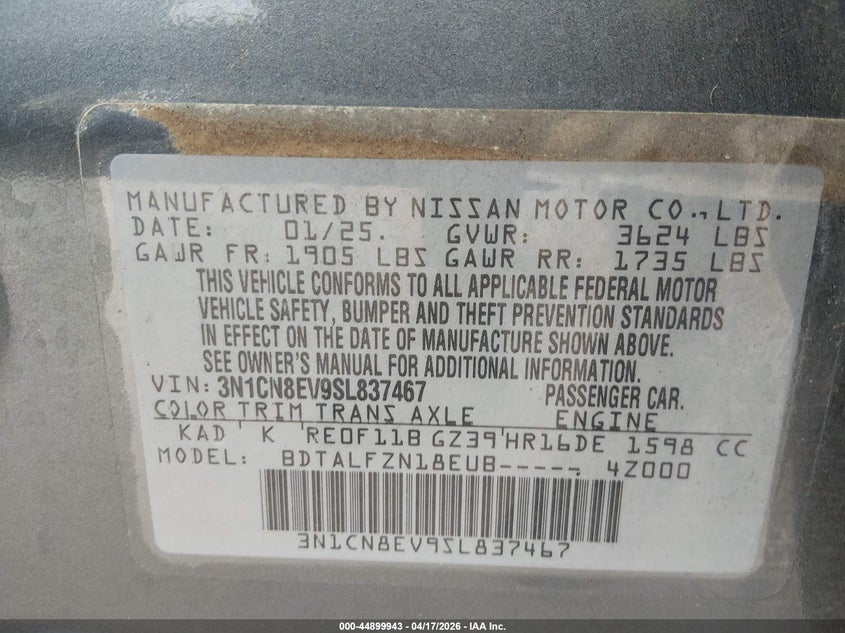 MANUFACTURED BY NISSAN MOTOR CO., LTD.
DATE: 01/25. GVWR: 3624 LBS
GAWR FR: 1905 LBS GAWR RR: 1735 LBS
THIS VEHICLE CONFORMS TO ALL APPLICABLE FEDERAL MOTOR
VEHICLE SAFETY, BUMPER AND THEFT PREVENTION STANDARDS
IN EFFECT ON THE DATE OF MANUFACTURE SHOWN ABOVE.
SEE OWNER'S MANUAL FOR ADDITIONAL INFORMATION.
VIN: 3N1CN8EV9SL837467 PASSENGER CAR.
COLOR TRIM TRANS AXLE ENGINE
KAD K RE0F11B GZ39 HR16DE 1598 CC
MODEL: BDTALFZN18EUB-----, 4Z000
3N1CN8EV9SL837467
000-44899943 - 04/17/2026 - IAA Inc.